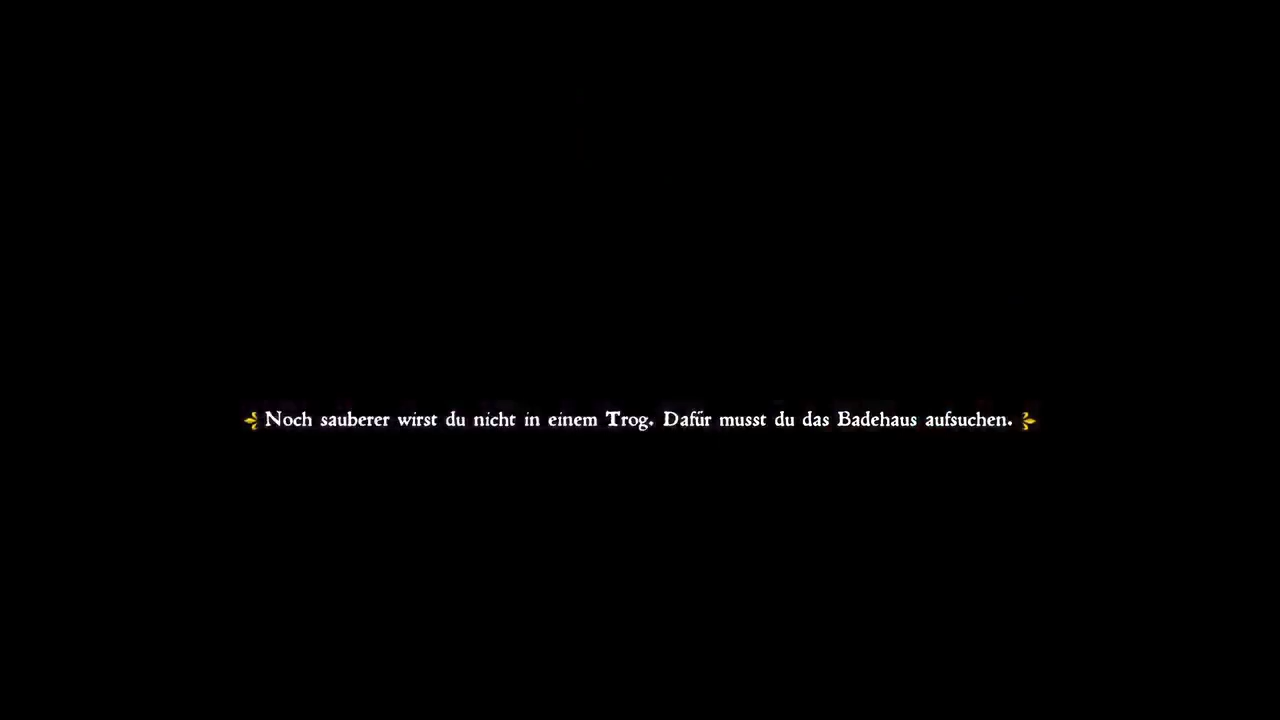 Noch sauberer wirst du nicht in einem Trog. Dafür musst du das Badehaus aufsuchen.